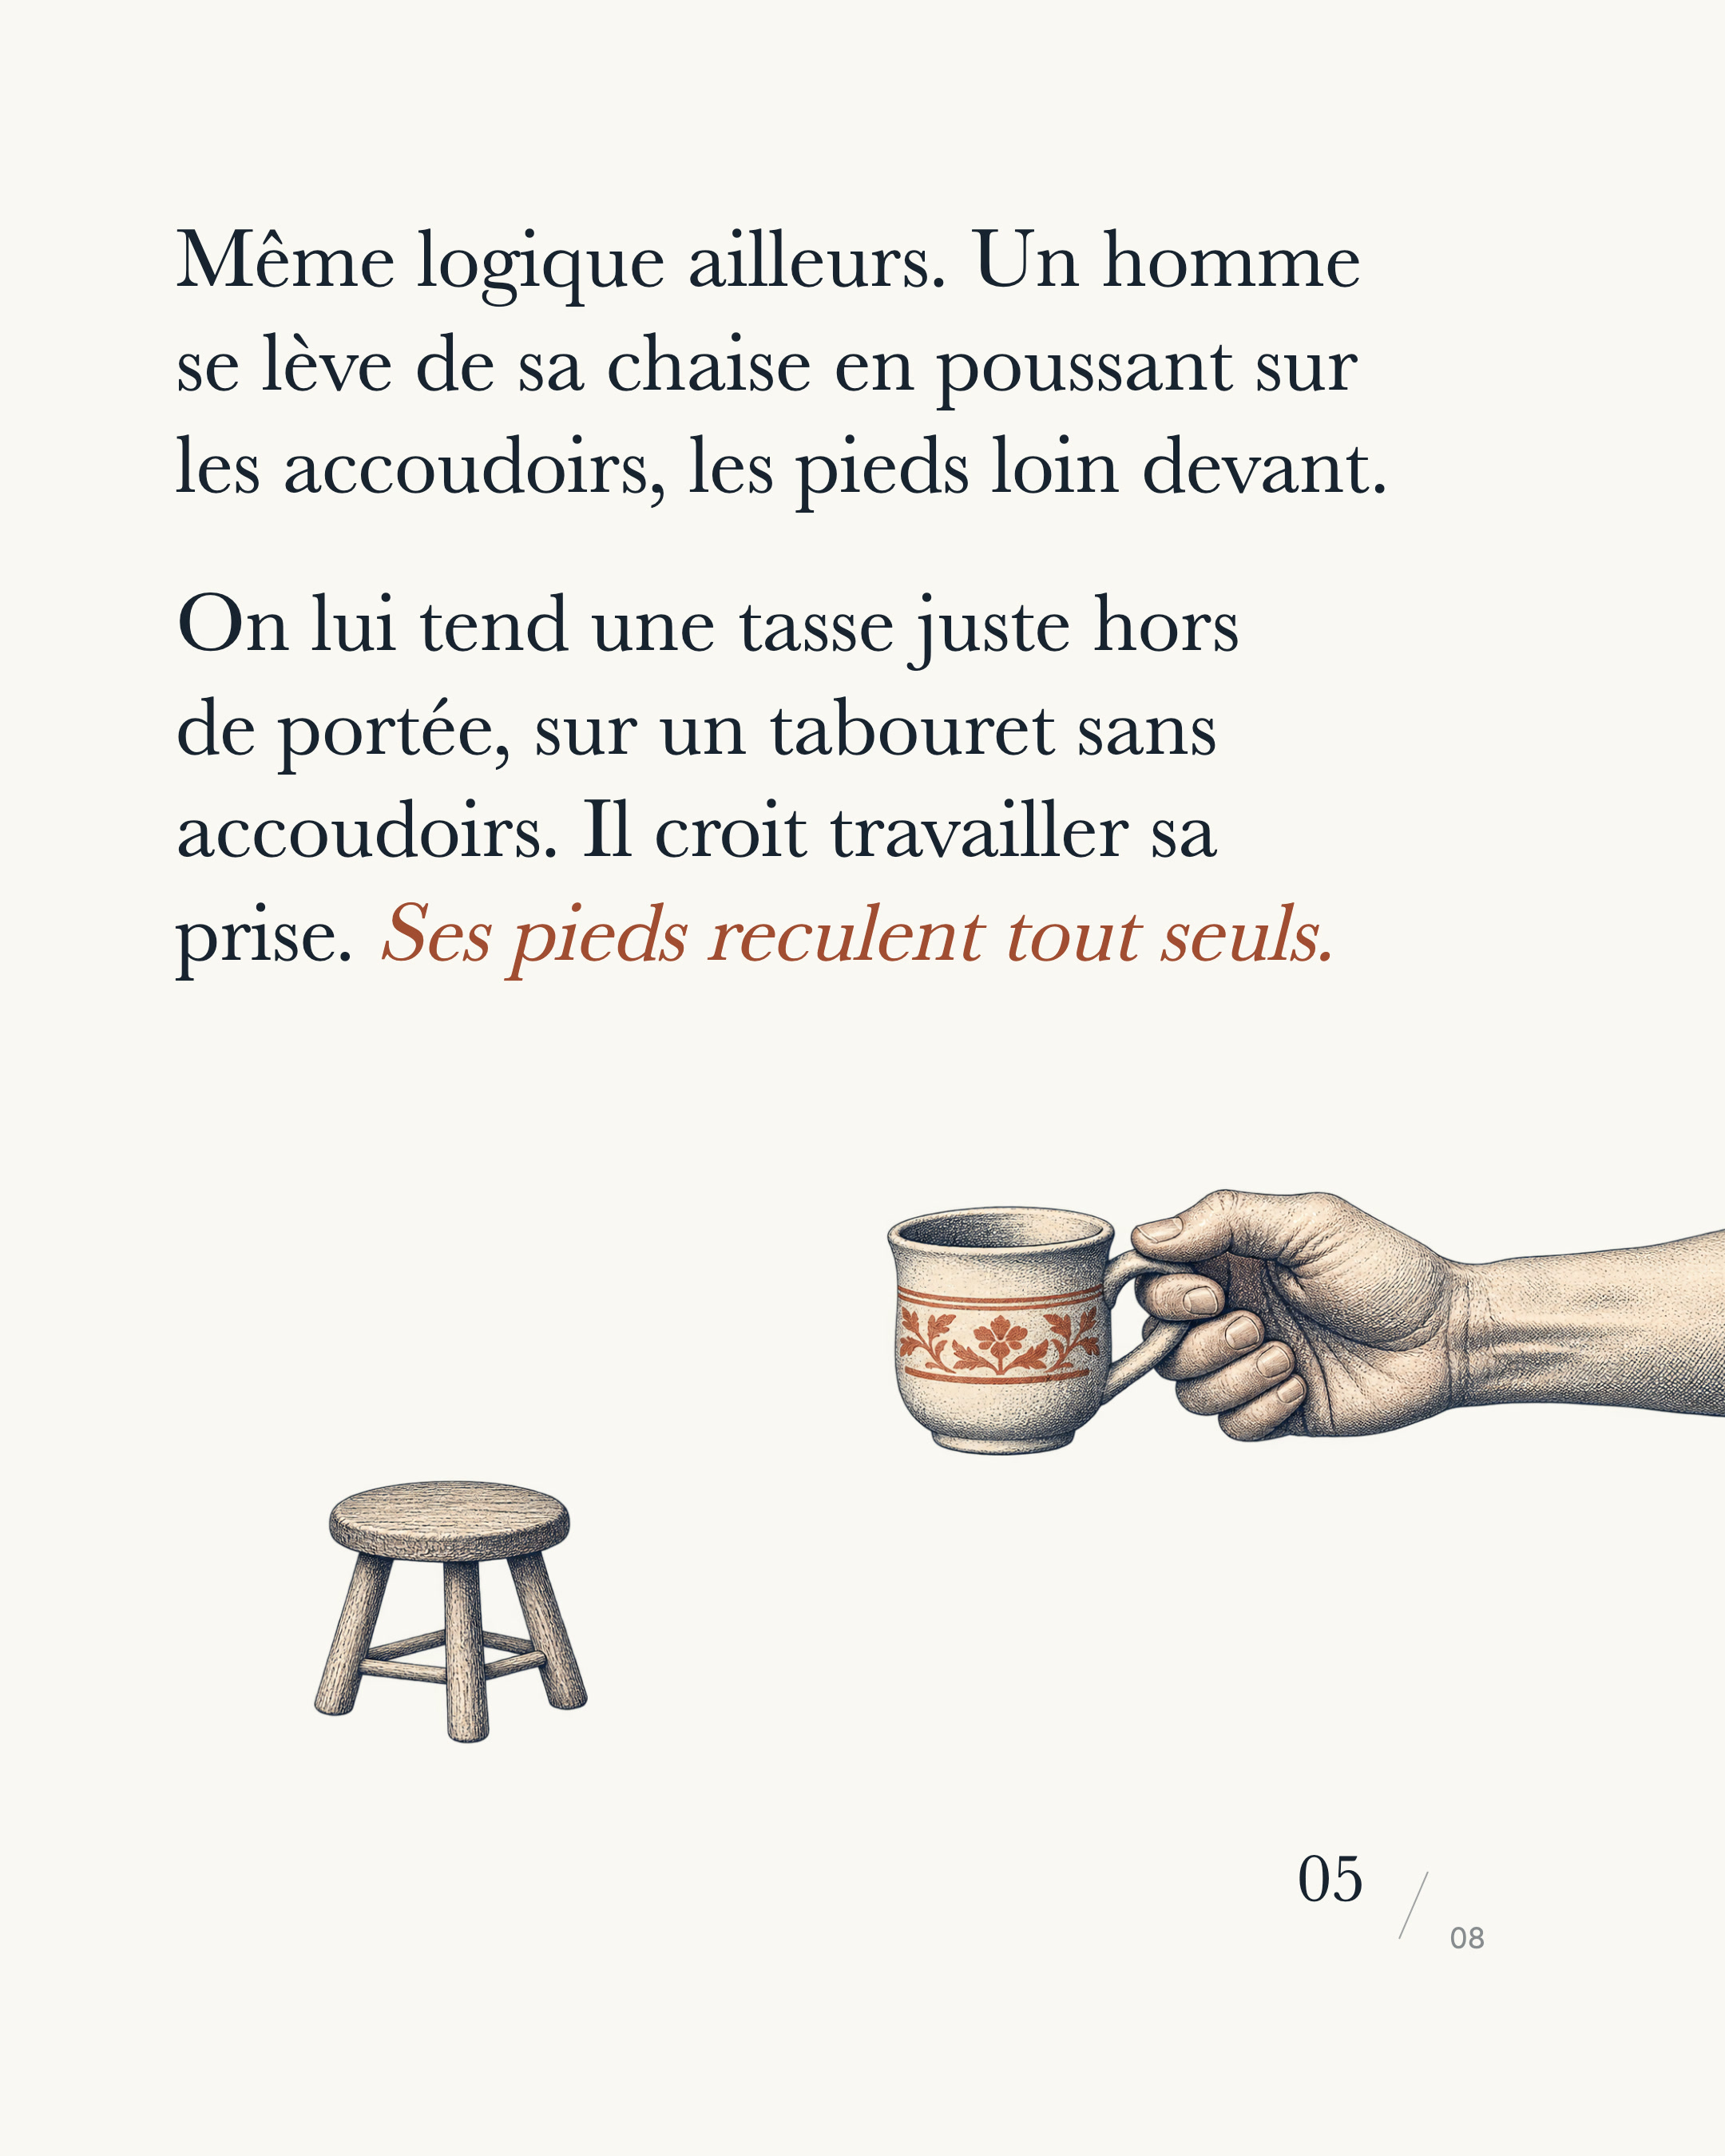 Même logique ailleurs. Un homme
se lève de sa chaise en poussant sur
les accoudoirs, les pieds loin devant.
On lui tend une tasse juste hors
de portée, sur un tabouret sans
accoudoirs. Il croit travailler sa
prise. Ses pieds reculent tout seuls.
05
08